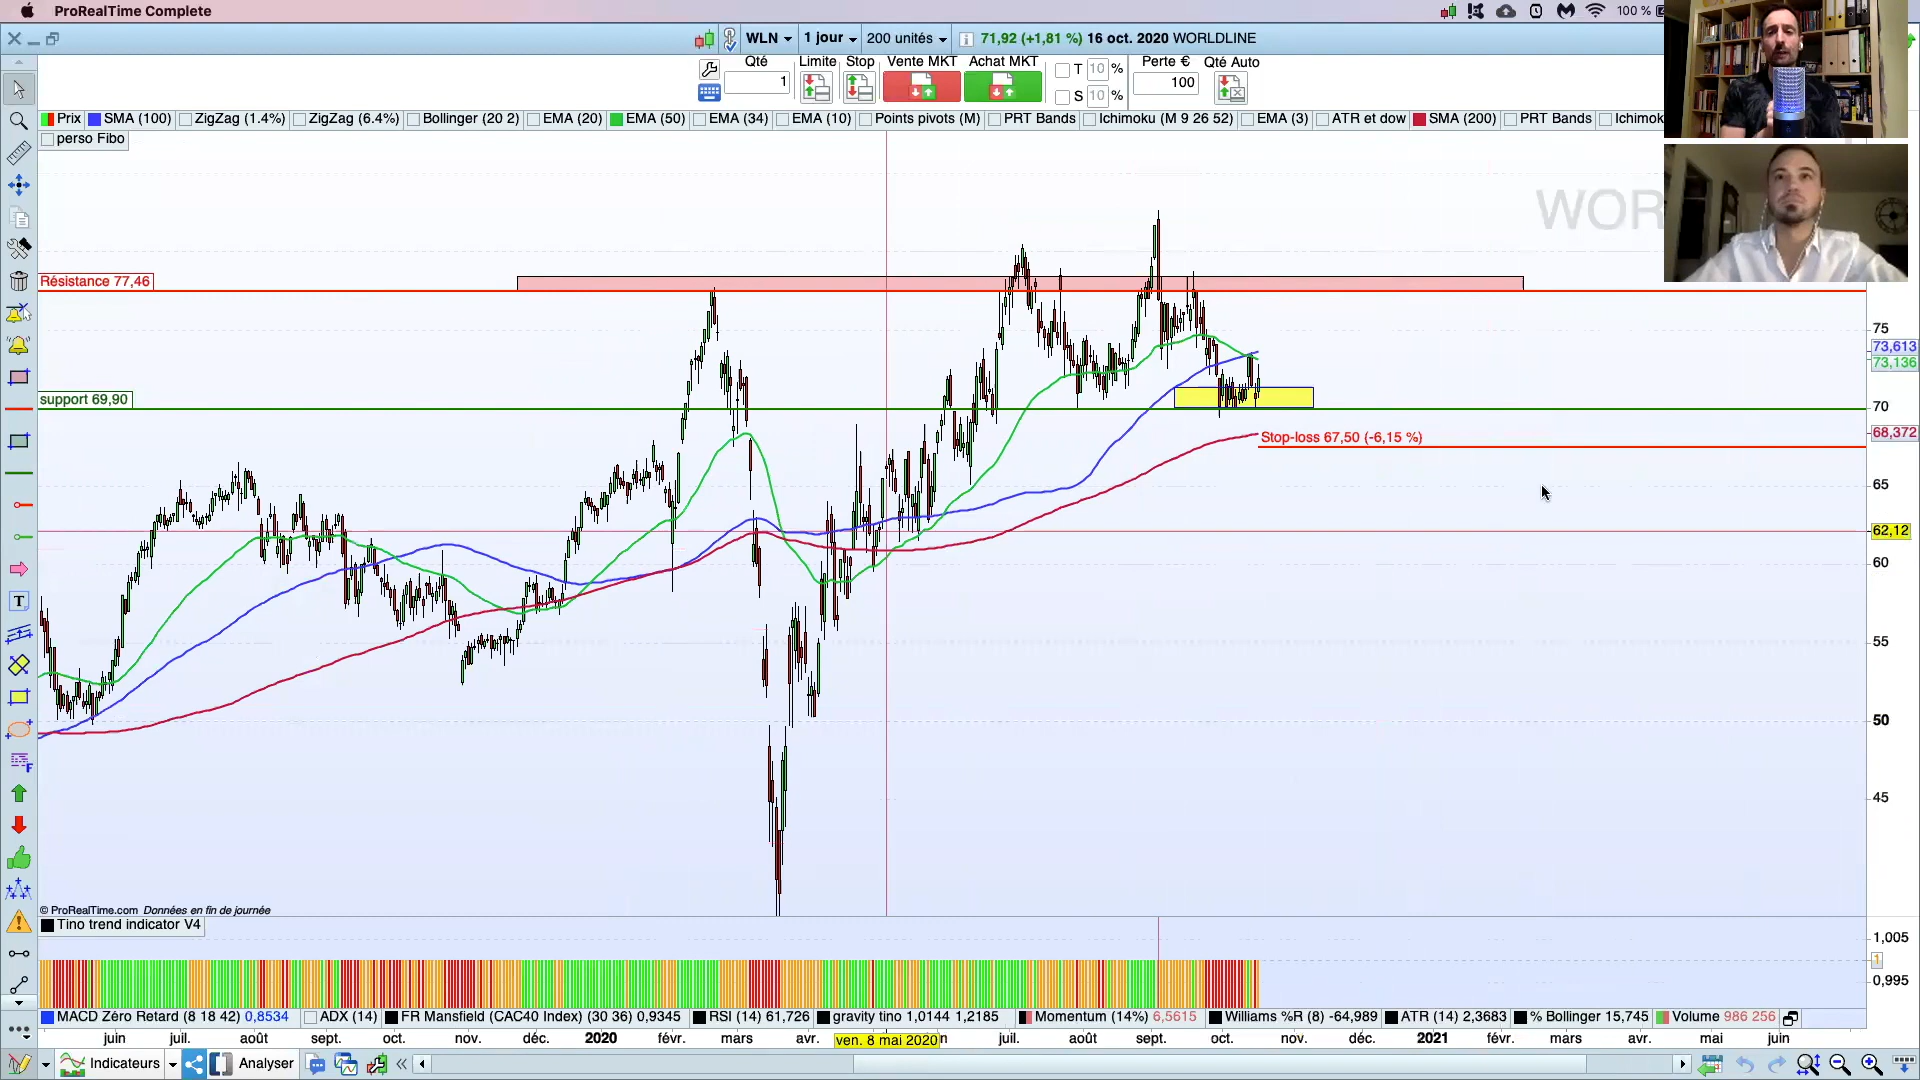 ProRealTime Complete
100 %
WLN
1 jour
200 unités
71,92 (+1,81 %) 16 oct. 2020 WORLDLINE
Qté
Limite
Stop
Vente MKT
Achat MKT
T 10 %
Perte €
Qté Auto
1
S 10 %
100
Prix
SMA (100)
ZigZag (1.4%)
ZigZag (6.4%)
Bollinger (20 2)
EMA (20)
EMA (50)
EMA (34)
EMA (10)
Points pivots (M)
PRT Bands
Ichimoku (M 9 26 52)
EMA (3)
ATR et dow
SMA (200)
PRT Bands
Ichimok
perso Fibo
WOR
Résistance 77,46
75
73,613
73,136
support 69,90
70
68,372
Stop-loss 67,50 (-6,15 %)
65
62,12
60
55
50
45
© ProRealTime.com Données en fin de journée
Tino trend indicator V4
1,005
1
0,995
MACD Zéro Retard (8 18 42) 0,8534
ADX (14)
FR Mansfield (CAC40 Index) (30 36) 0,9345
RSI (14) 61,726
gravity tino 1,0144 1,2185
Momentum (14%) 6,5615
Williams %R (8) -64,989
ATR (14) 2,3683
% Bollinger 15,745
Volume 986 256
juin
juil.
août
sept.
oct.
nov.
déc.
2020
févr.
mars
avr.
ven. 8 mai 2020
n
juil.
août
sept.
oct.
nov.
déc.
2021
févr.
mars
avr.
mai
juin
Indicateurs
Analyser